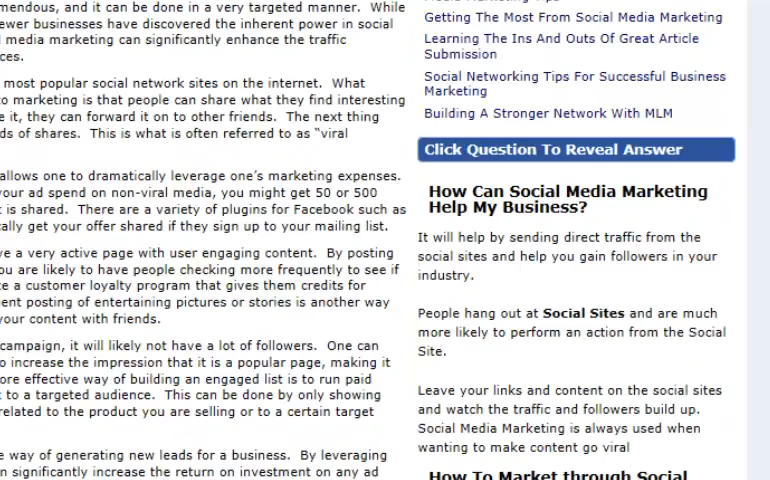 mendous, and it can be done in a very targeted manner. While
ewer businesses have discovered the inherent power in social
media marketing can significantly enhance the traffic
ces.
most popular social network sites on the internet. What
to marketing is that people can share what they find interesting
e it, they can forward it on to other friends. The next thing
ds of shares. This is what is often referred to as “viral
allows one to dramatically leverage one’s marketing expenses.
your ad spend on non-viral media, you might get 50 or 500
t is shared. There are a variety of plugins for Facebook such as
cally get your offer shared if they sign up to your mailing list.
ve a very active page with user engaging content. By posting
ou are likely to have people checking more frequently to see if
te a customer loyalty program that gives them credits for
ent posting of entertaining pictures or stories is another way
your content with friends.
campaign, it will likely not have a lot of followers. One can
o increase the impression that it is a popular page, making it
ore effective way of building an engaged list is to run paid
t to a targeted audience. This can be done by only showing
related to the product you are selling or to a certain target
e way of generating new leads for a business. By leveraging
n significantly increase the return on investment on any ad
Getting The Most From Social Media Marketing
Learning The Ins And Outs Of Great Article
Submission
Social Networking Tips For Successful Business
Marketing
Building A Stronger Network With MLM
Click Question To Reveal Answer
How Can Social Media Marketing
Help My Business?
It will help by sending direct traffic from the
social sites and help you gain followers in your
industry.
People hang out at Social Sites and are much
more likely to perform an action from the Social
Site.
Leave your links and content on the social sites
and watch the traffic and followers build up.
Social Media Marketing is always used when
wanting to make content go viral
How To Market through Social